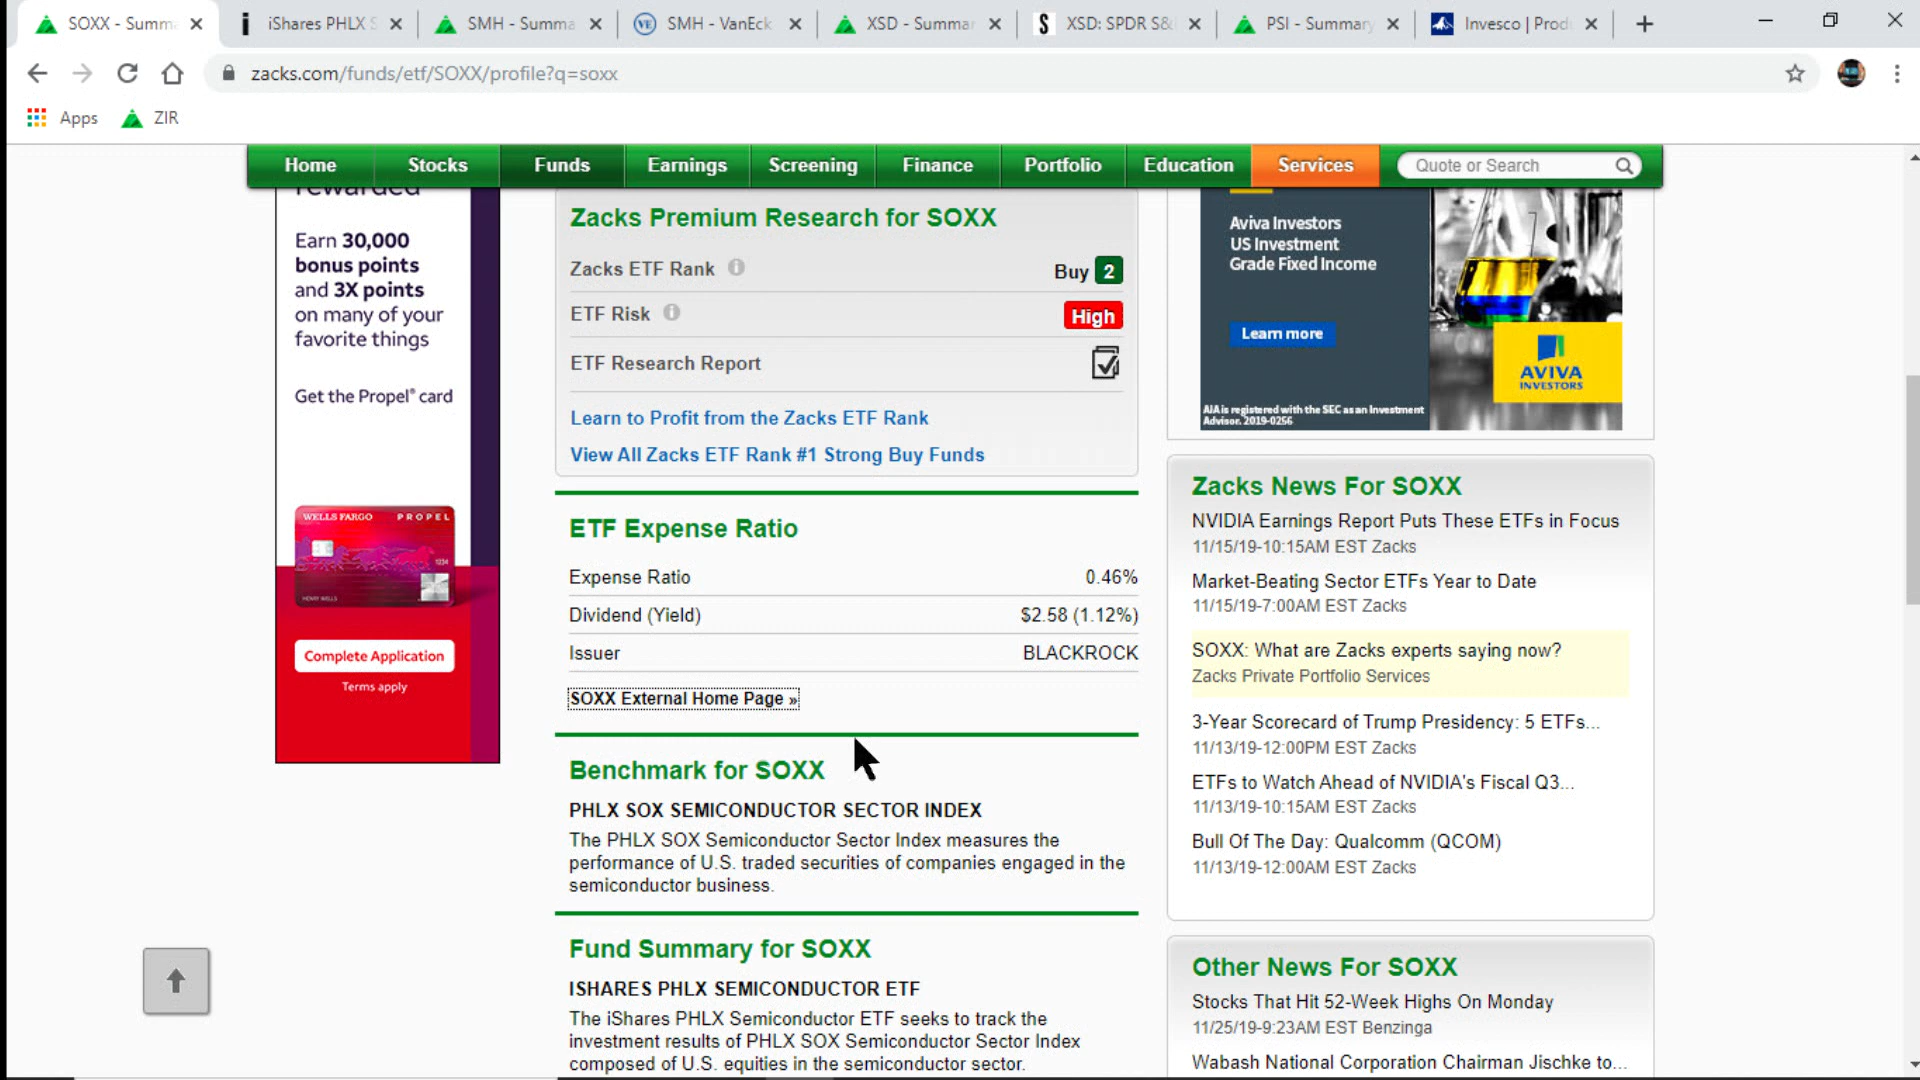 SOXX - Summa
iShares PHLX S
SMH - Summa
SMH - VanEck
XSD - Summar
XSD: SPDR S&
PSI - Summary
Invesco | Prod
zacks.com/funds/etf/SOXX/profile?q=soxx
Apps
ZIR
Home
Stocks
Funds
Earnings
Screening
Finance
Portfolio
Education
Services
Quote or Search
rewarded
Earn 30,000
bonus points
and 3X points
on many of your
favorite things
Get the Propel® card
WELLS FARGO PROPEL
1234
HENRY WELLS
Complete Application
Terms apply
Zacks Premium Research for SOXX
Zacks ETF Rank
Buy 2
ETF Risk
High
ETF Research Report
Learn to Profit from the Zacks ETF Rank
View All Zacks ETF Rank #1 Strong Buy Funds
ETF Expense Ratio
Expense Ratio 0.46%
Dividend (Yield) $2.58 (1.12%)
Issuer BLACKROCK
SOXX External Home Page »
Benchmark for SOXX
PHLX SOX SEMICONDUCTOR SECTOR INDEX
The PHLX SOX Semiconductor Sector Index measures the
performance of U.S. traded securities of companies engaged in the
semiconductor business.
Fund Summary for SOXX
ISHARES PHLX SEMICONDUCTOR ETF
The iShares PHLX Semiconductor ETF seeks to track the
investment results of PHLX SOX Semiconductor Sector Index
composed of U.S. equities in the semiconductor sector.
Aviva Investors
US Investment
Grade Fixed Income
Learn more
AVIVA
INVESTORS
AIA is registered with the SEC as an Investment
Advisor. 2019-0256
Zacks News For SOXX
NVIDIA Earnings Report Puts These ETFs in Focus
11/15/19-10:15AM EST Zacks
Market-Beating Sector ETFs Year to Date
11/15/19-7:00AM EST Zacks
SOXX: What are Zacks experts saying now?
Zacks Private Portfolio Services
3-Year Scorecard of Trump Presidency: 5 ETFs...
11/13/19-12:00PM EST Zacks
ETFs to Watch Ahead of NVIDIA's Fiscal Q3...
11/13/19-10:15AM EST Zacks
Bull Of The Day: Qualcomm (QCOM)
11/13/19-12:00AM EST Zacks
Other News For SOXX
Stocks That Hit 52-Week Highs On Monday
11/25/19-9:23AM EST Benzinga
Wabash National Corporation Chairman Jischke to...